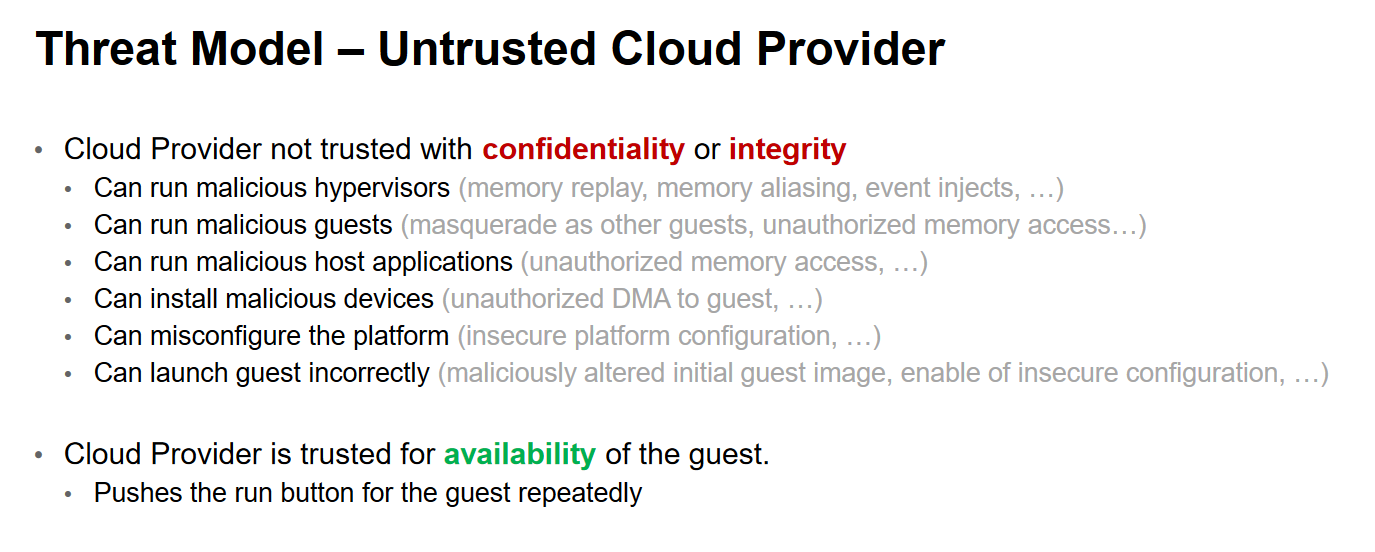 Threat Model – Untrusted Cloud Provider
• Cloud Provider not trusted with confidentiality or integrity
• Can run malicious hypervisors (memory replay, memory aliasing, event injects, …)
• Can run malicious guests (masquerade as other guests, unauthorized memory access…)
• Can run malicious host applications (unauthorized memory access, …)
• Can install malicious devices (unauthorized DMA to guest, …)
• Can misconfigure the platform (insecure platform configuration, …)
• Can launch guest incorrectly (maliciously altered initial guest image, enable of insecure configuration, …)
• Cloud Provider is trusted for availability of the guest.
• Pushes the run button for the guest repeatedly